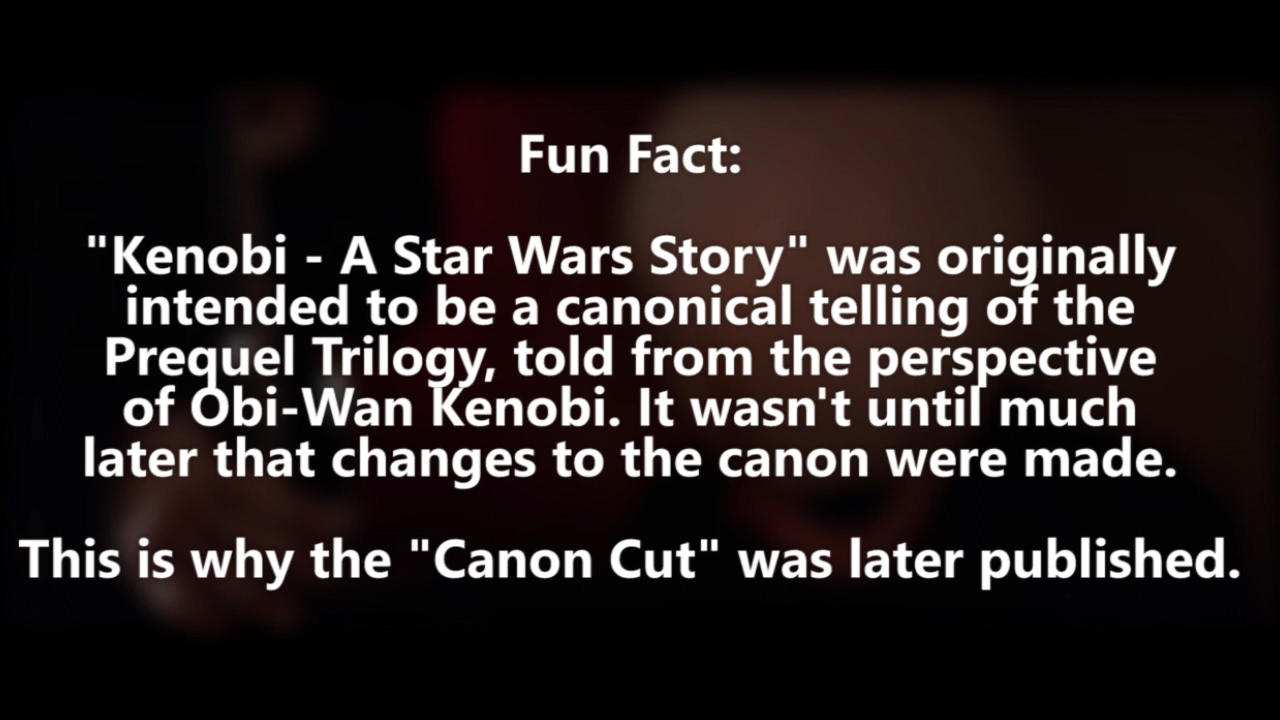 Fun Fact:
"Kenobi - A Star Wars Story" was originally
intended to be a canonical telling of the
Prequel Trilogy, told from the perspective
of Obi-Wan Kenobi. It wasn't until much
later that changes to the canon were made.
This is why the "Canon Cut" was later published.